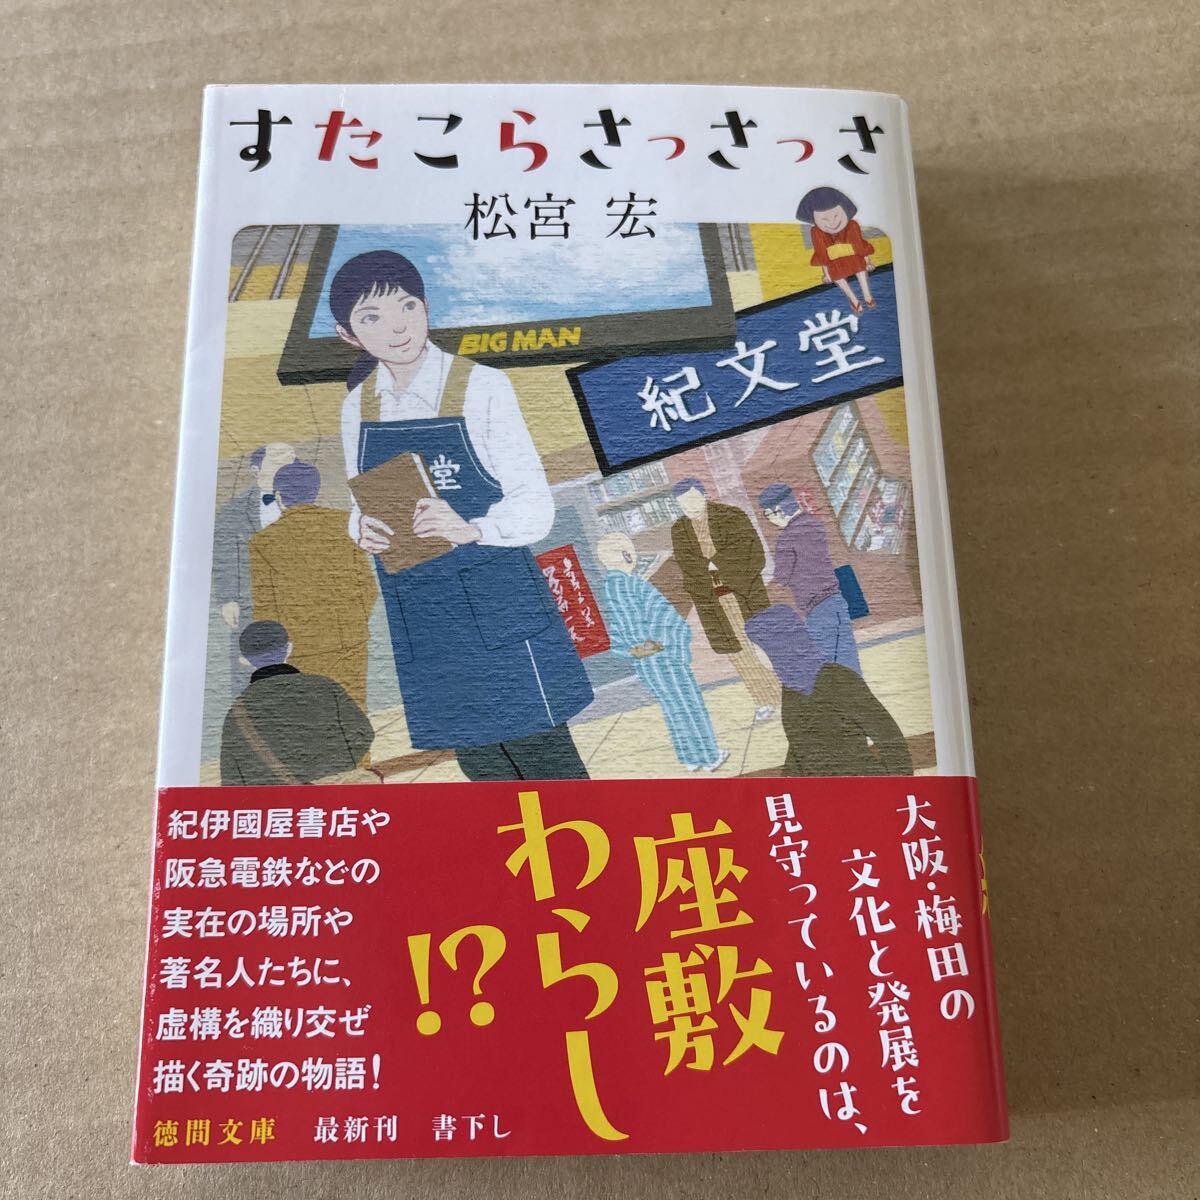 すたこらさっさっさ
松宮 宏
BIG MAN
紀文堂
堂
大阪・梅田の
文化と発展を
見守っているのは、
座敷
わらし
!?
紀伊國屋書店や
阪急電鉄などの
実在の場所や
著名人たちに、
虚構を織り交ぜ
描く奇跡の物語!
徳間文庫 最新刊 書下し